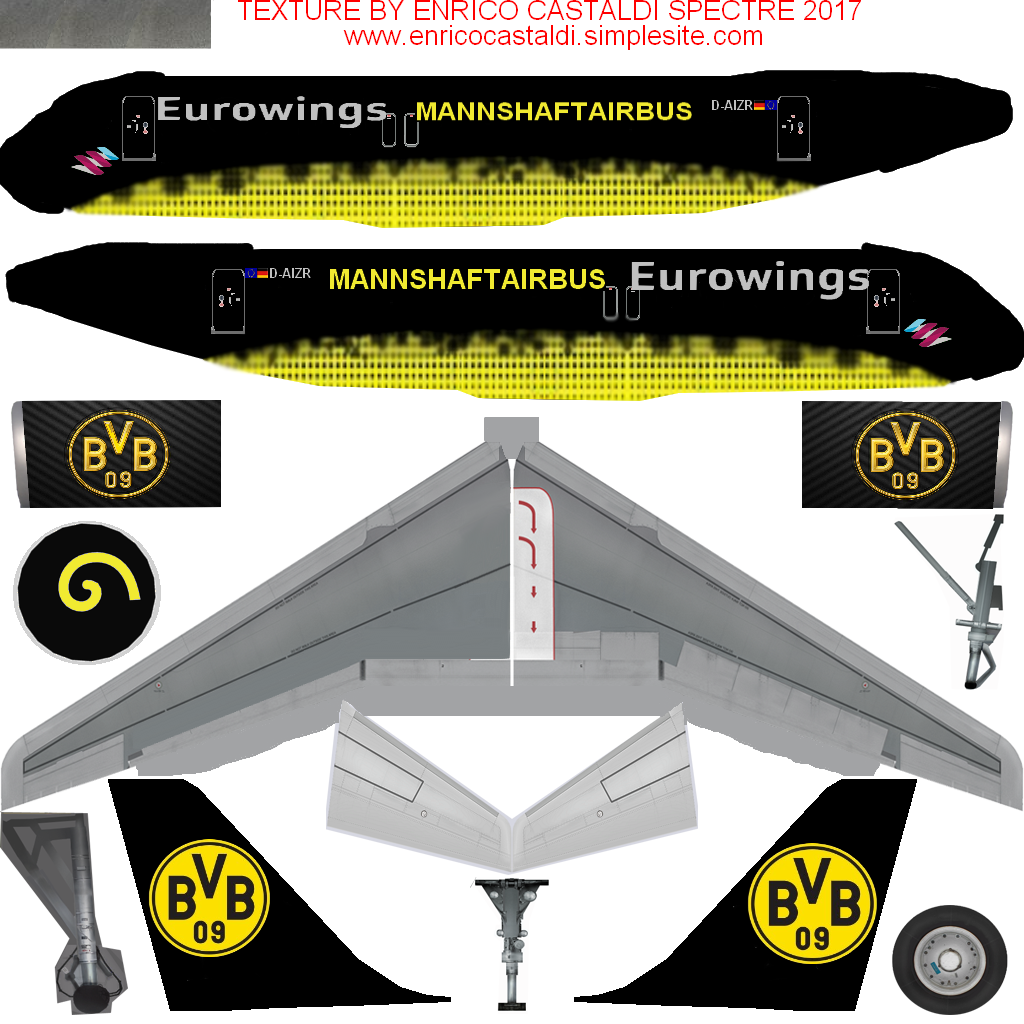 TEXTURE BY ENRICO CASTALDI SPECTRE 2017
www.enricocastaldi.simplesite.com
Eurowings MANNSHAFTAIRBUS D-AIZR
D-AIZR MANNSHAFTAIRBUS Eurowings
BVB
09
BVB
09
BVB
09
BVB
09